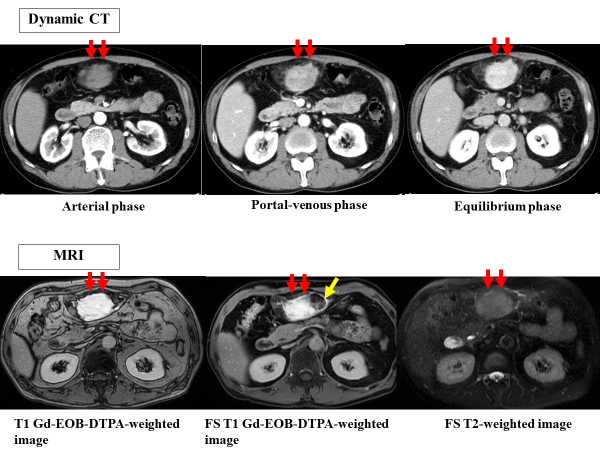 Dynamic CT
Arterial phase
Portal-venous phase
Equilibrium phase
MRI
T1 Gd-EOB-DTPA-weighted
image
FS T1 Gd-EOB-DTPA-weighted
image
FS T2-weighted image